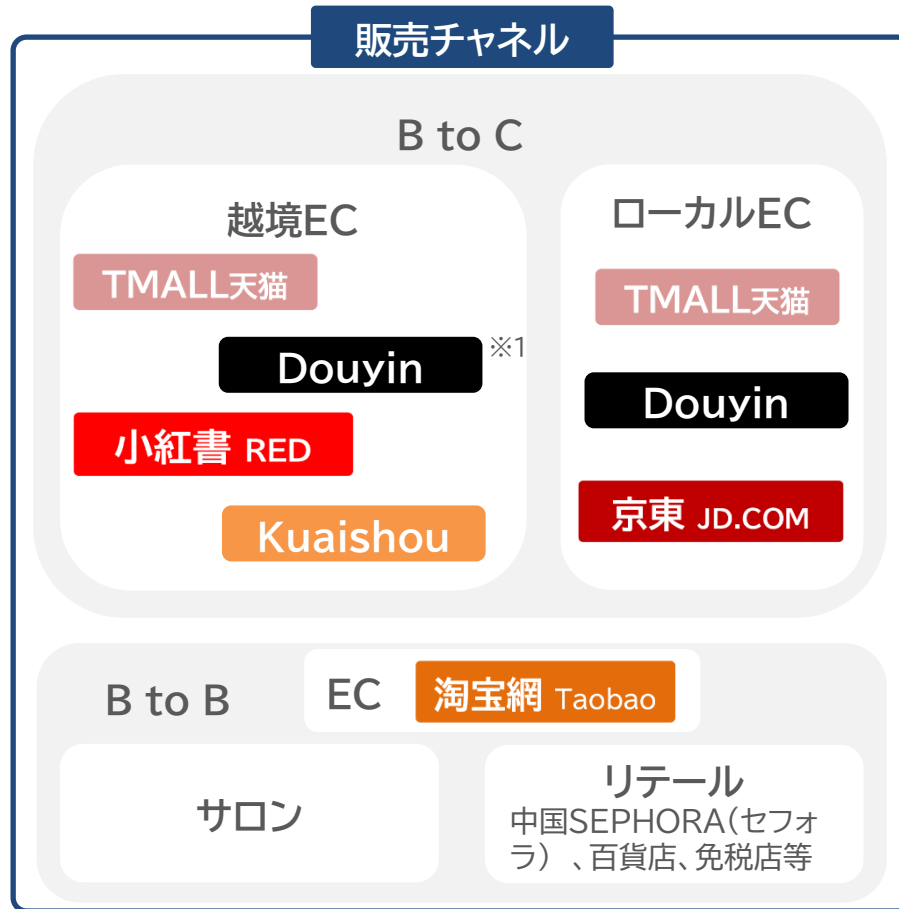 販売チャネル
B to C
越境EC
TMALL天猫
Douyin ※1
小紅書 RED
Kuaishou
ローカルEC
TMALL天猫
Douyin
京東 JD.COM
B to B
EC 淘宝網 Taobao
サロン
リテール
中国SEPHORA(セフォ
ラ) 、百貨店、免税店等